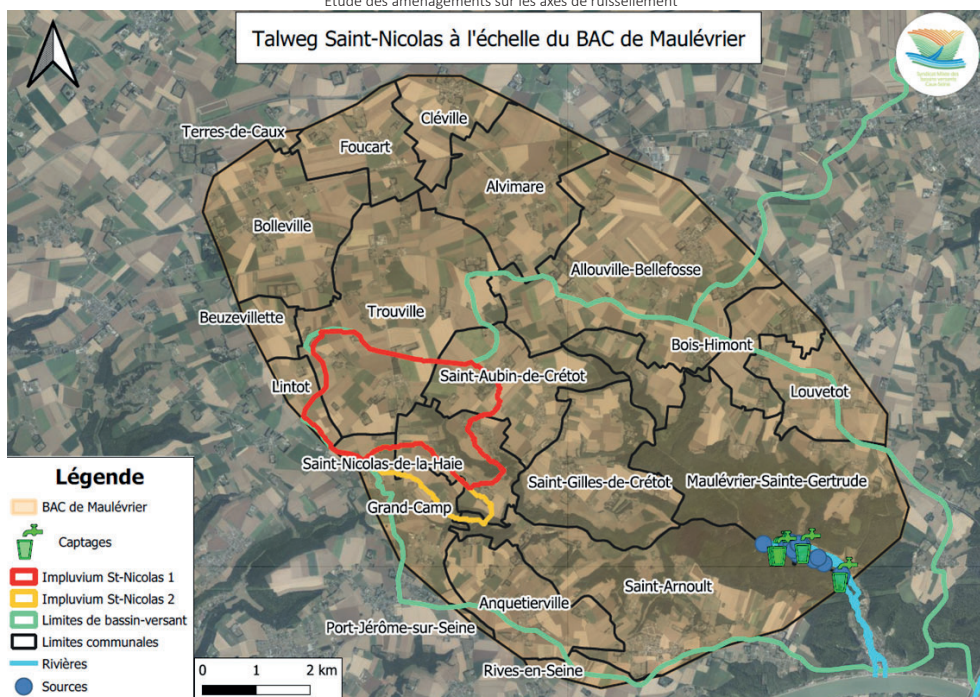 Etude des aménagements sur les axes de ruissellement
Talweg Saint-Nicolas à l'échelle du BAC de Maulévrier
Cléville
Terres-de-Caux
Foucart
Alvimare
Bolleville
Allouville-Bellefosse
Trouville
Beuzevillette
Bois-Himont
Saint-Aubin-de-Crétot
Lintot
Louvetot
Saint-Nicolas-de-la-Haie
Saint-Gilles-de-Crétot
Maulévrier-Sainte-Gertrude
Grand-Camp
Saint-Arnoult
Anquetierville
Port-Jérôme-sur-Seine
Rives-en-Seine
Légende
BAC de Maulévrier
Captages
Impluvium St-Nicolas 1
Impluvium St-Nicolas 2
Limites de bassin-versant
Limites communales
Rivières
Sources
0 1 2 km